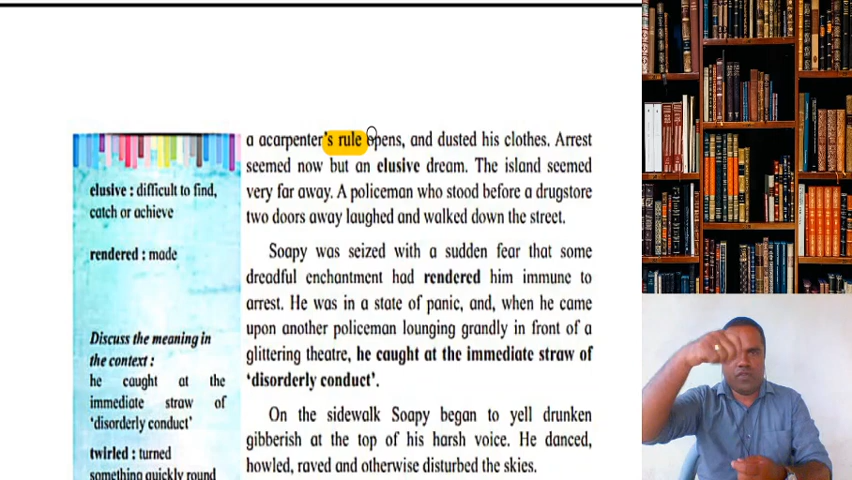 elusive : difficult to find,
catch or achieve
rendered : made
Discuss the meaning in
the context :
he caught at the
immediate straw of
‘disorderly conduct’
twirled : turned
something quickly round
a acarpenter’s rule opens, and dusted his clothes. Arrest
seemed now but an elusive dream. The island seemed
very far away. A policeman who stood before a drugstore
two doors away laughed and walked down the street.
Soapy was seized with a sudden fear that some
dreadful enchantment had rendered him immune to
arrest. He was in a state of panic, and, when he came
upon another policeman lounging grandly in front of a
glittering theatre, he caught at the immediate straw of
‘disorderly conduct’.
On the sidewalk Soapy began to yell drunken
gibberish at the top of his harsh voice. He danced,
howled, raved and otherwise disturbed the skies.